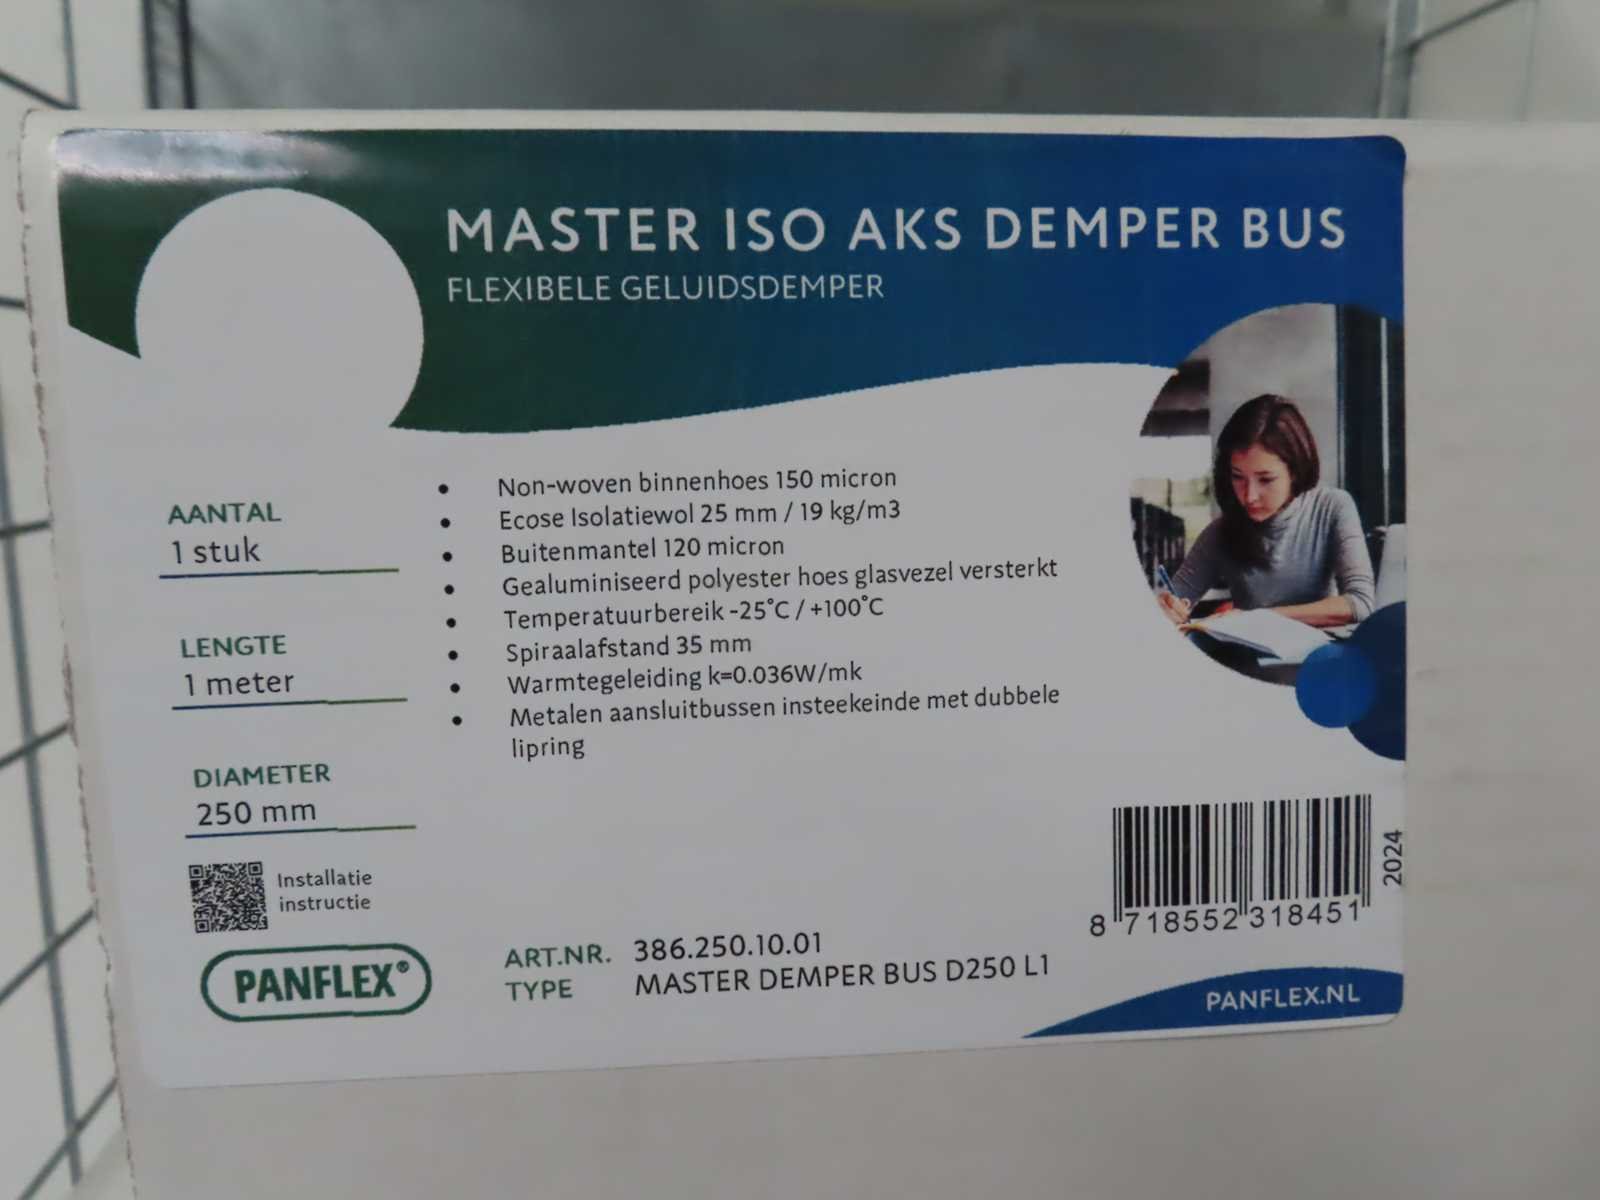 MASTER ISO AKS DEMPER BUS
FLEXIBELE GELUIDSDEMPER
AANTAL
1 stuk
LENGTE
1 meter
DIAMETER
250 mm
• Non-woven binnenhoes 150 micron
• Ecose Isolatiewol 25 mm / 19 kg/m3
• Buitenmantel 120 micron
• Gealuminiseerd polyester hoes glasvezel versterkt
• Temperatuurbereik -25°C / +100°C
• Spiraalafstand 35 mm
• Warmtegeleiding k=0.036W/mk
• Metalen aansluitbussen insteekeinde met dubbele
lipring
Installatie
instructie
PANFLEX®
ART.NR. 386.250.10.01
TYPE MASTER DEMPER BUS D250 L1
8 718552 318451
2024
PANFLEX.NL